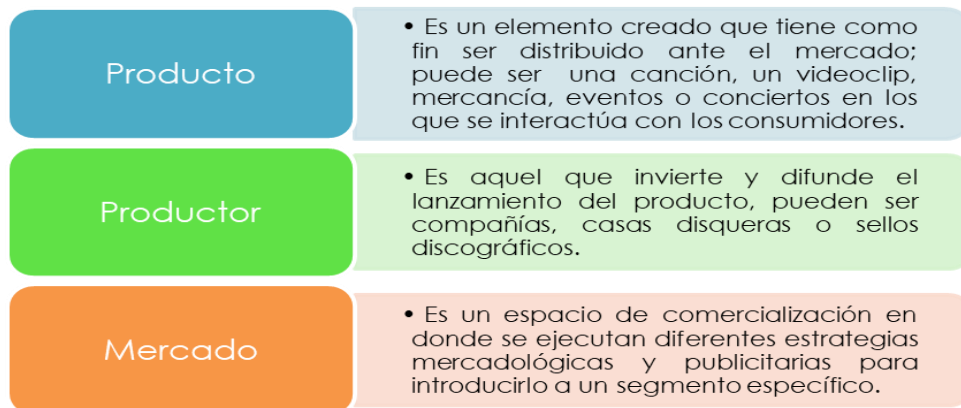 Producto
• Es un elemento creado que tiene como
fin ser distribuido ante el mercado;
puede ser una canción, un videoclip,
mercancía, eventos o conciertos en los
que se interactúa con los consumidores.
Productor
• Es aquel que invierte y difunde el
lanzamiento del producto, pueden ser
compañías, casas disqueras o sellos
discográficos.
Mercado
• Es un espacio de comercialización en
donde se ejecutan diferentes estrategias
mercadológicas y publicitarias para
introducirlo a un segmento específico.